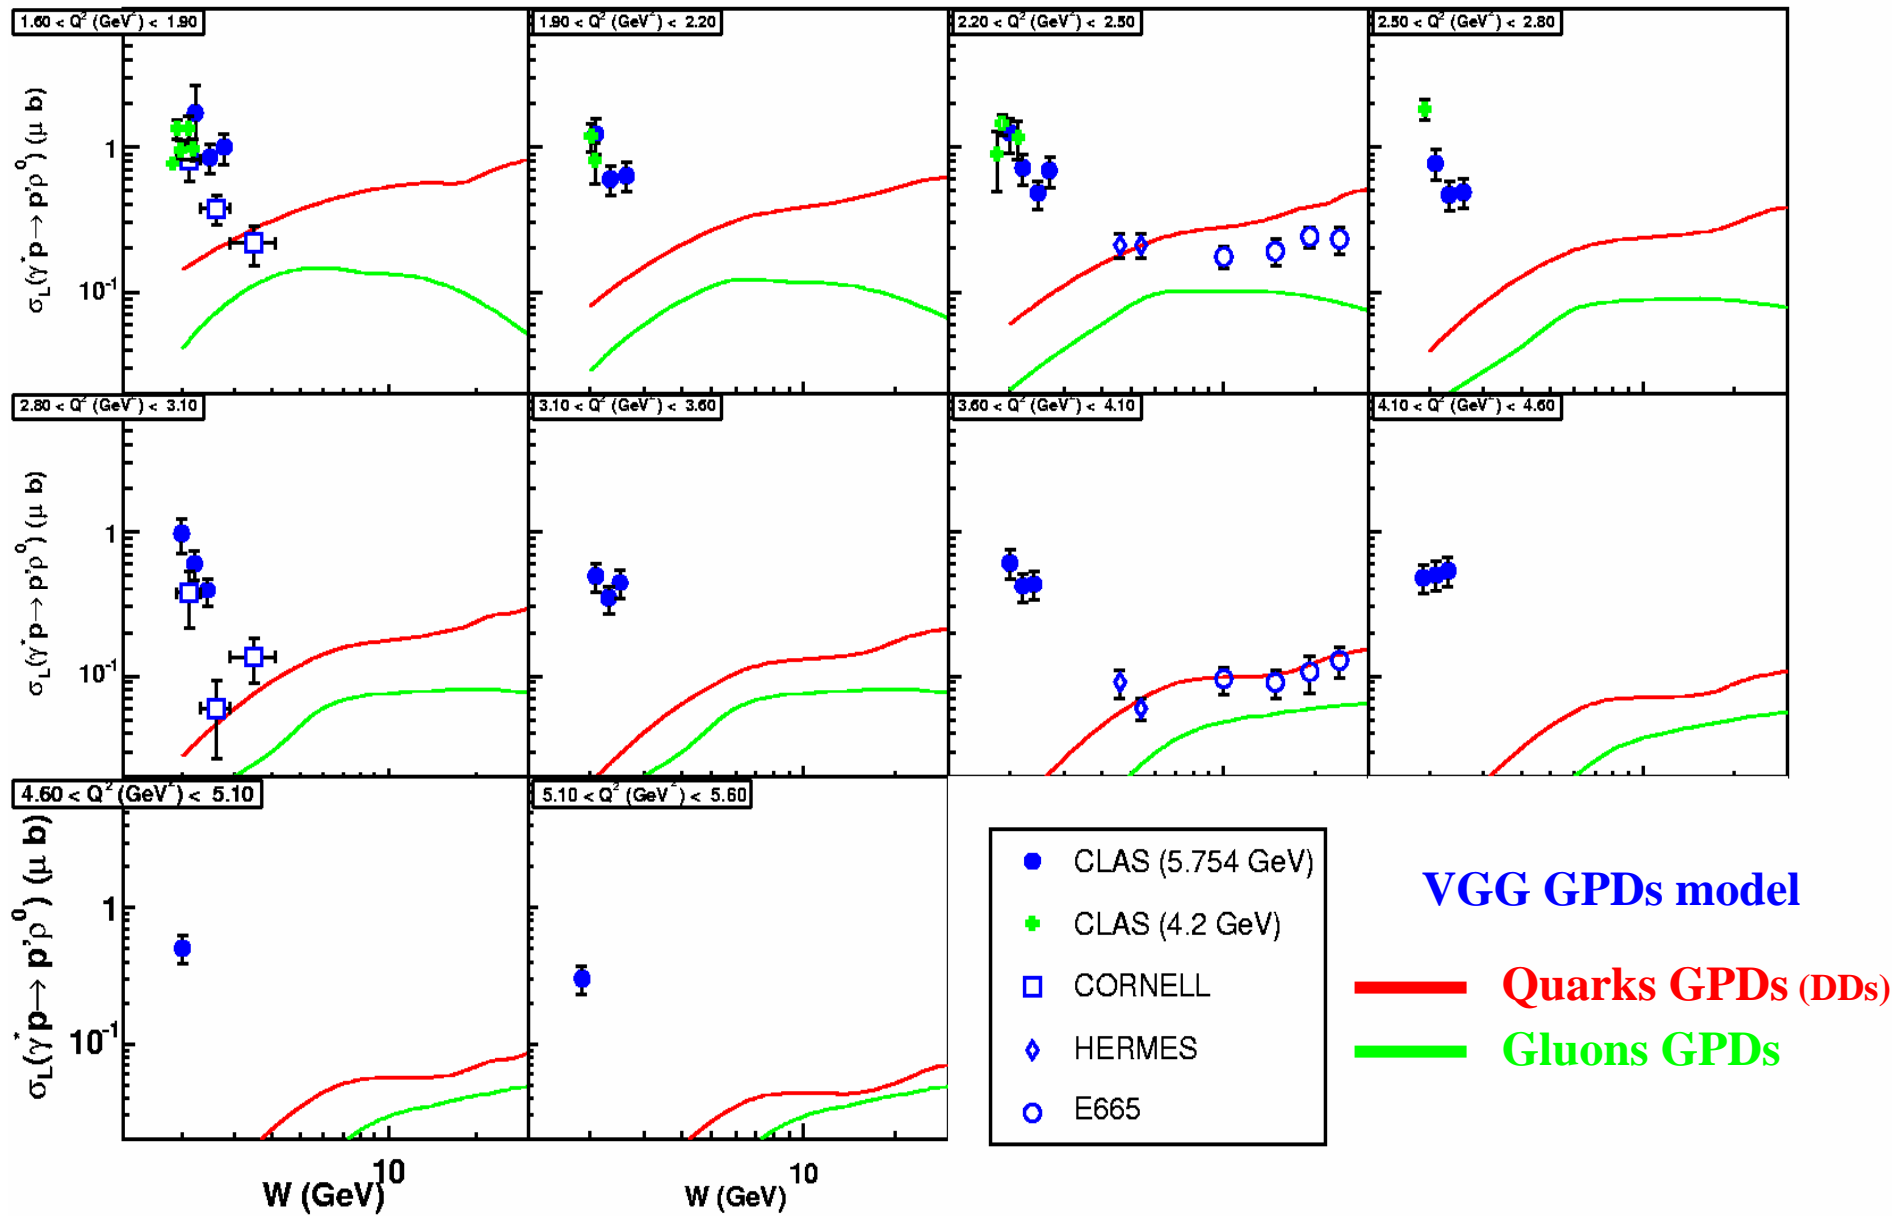 1.60 < Q² (GeV²) < 1.90
1.90 < Q² (GeV²) < 2.20
2.20 < Q² (GeV²) < 2.50
2.50 < Q² (GeV²) < 2.80
σL(γ*p→ p'ρ⁰) (μ b)
1
10⁻¹
2.80 < Q² (GeV²) < 3.10
3.10 < Q² (GeV²) < 3.60
3.60 < Q² (GeV²) < 4.10
4.10 < Q² (GeV²) < 4.60
σL(γ*p→ p'ρ⁰) (μ b)
1
10⁻¹
4.60 < Q² (GeV²) < 5.10
5.10 < Q² (GeV²) < 5.60
σL(γ*p→ p'ρ⁰) (μ b)
1
10⁻¹
10
W (GeV)
10
W (GeV)
CLAS (5.754 GeV)
CLAS (4.2 GeV)
CORNELL
HERMES
E665
VGG GPDs model
Quarks GPDs (DDs)
Gluons GPDs